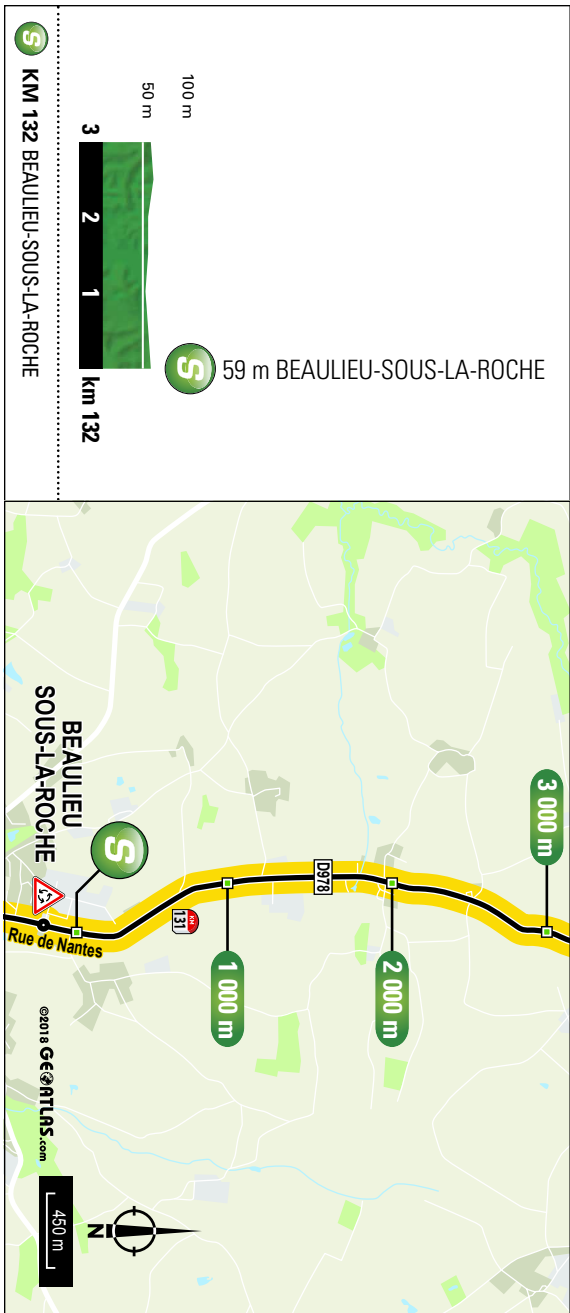 S KM 132 BEAULIEU-SOUS-LA-ROCHE
100 m
50 m
3 2 1 km 132
S 59 m BEAULIEU-SOUS-LA-ROCHE
3 000 m
D978
2 000 m
1 000 m
KM 131
S
BEAULIEU
SOUS-LA-ROCHE
Rue de Nantes
©2018 GEOATLAS.com
450 m
N